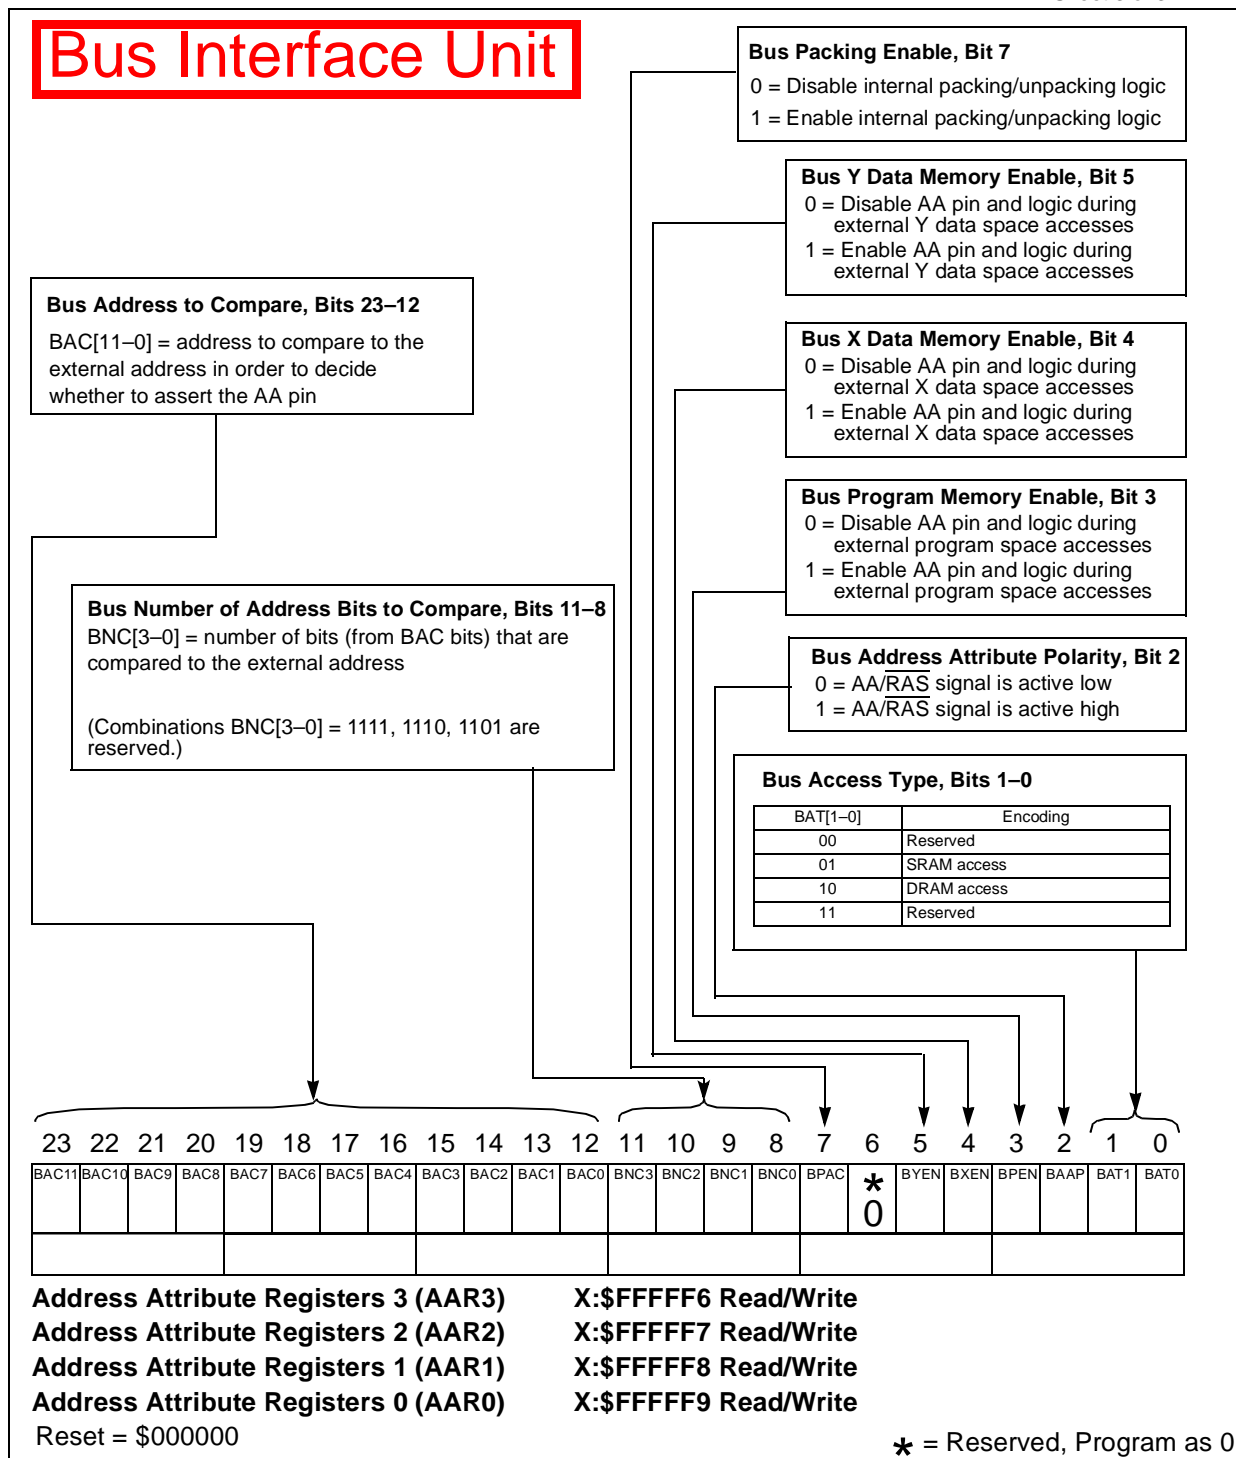 Bus Interface Unit
Bus Packing Enable, Bit 7
0 = Disable internal packing/unpacking logic
1 = Enable internal packing/unpacking logic
Bus Y Data Memory Enable, Bit 5
0 = Disable AA pin and logic during
external Y data space accesses
1 = Enable AA pin and logic during
external Y data space accesses
Bus Address to Compare, Bits 23–12
BAC[11–0] = address to compare to the
external address in order to decide
whether to assert the AA pin
Bus X Data Memory Enable, Bit 4
0 = Disable AA pin and logic during
external X data space accesses
1 = Enable AA pin and logic during
external X data space accesses
Bus Program Memory Enable, Bit 3
0 = Disable AA pin and logic during
external program space accesses
1 = Enable AA pin and logic during
external program space accesses
Bus Number of Address Bits to Compare, Bits 11–8
BNC[3–0] = number of bits (from BAC bits) that are
compared to the external address
(Combinations BNC[3–0] = 1111, 1110, 1101 are
reserved.)
Bus Address Attribute Polarity, Bit 2
0 = AA/RAS signal is active low
1 = AA/RAS signal is active high
Bus Access Type, Bits 1–0
BAT[1–0] Encoding
00 Reserved
01 SRAM access
10 DRAM access
11 Reserved
23 22 21 20 19 18 17 16 15 14 13 12 11 10 9 8 7 6 5 4 3 2 1 0
BAC11 BAC10 BAC9 BAC8 BAC7 BAC6 BAC5 BAC4 BAC3 BAC2 BAC1 BAC0 BNC3 BNC2 BNC1 BNC0 BPAC * BYEN BXEN BPEN BAAP BAT1 BAT0
0
Address Attribute Registers 3 (AAR3) X:$FFFFF6 Read/Write
Address Attribute Registers 2 (AAR2) X:$FFFFF7 Read/Write
Address Attribute Registers 1 (AAR1) X:$FFFFF8 Read/Write
Address Attribute Registers 0 (AAR0) X:$FFFFF9 Read/Write
Reset = $000000
* = Reserved, Program as 0